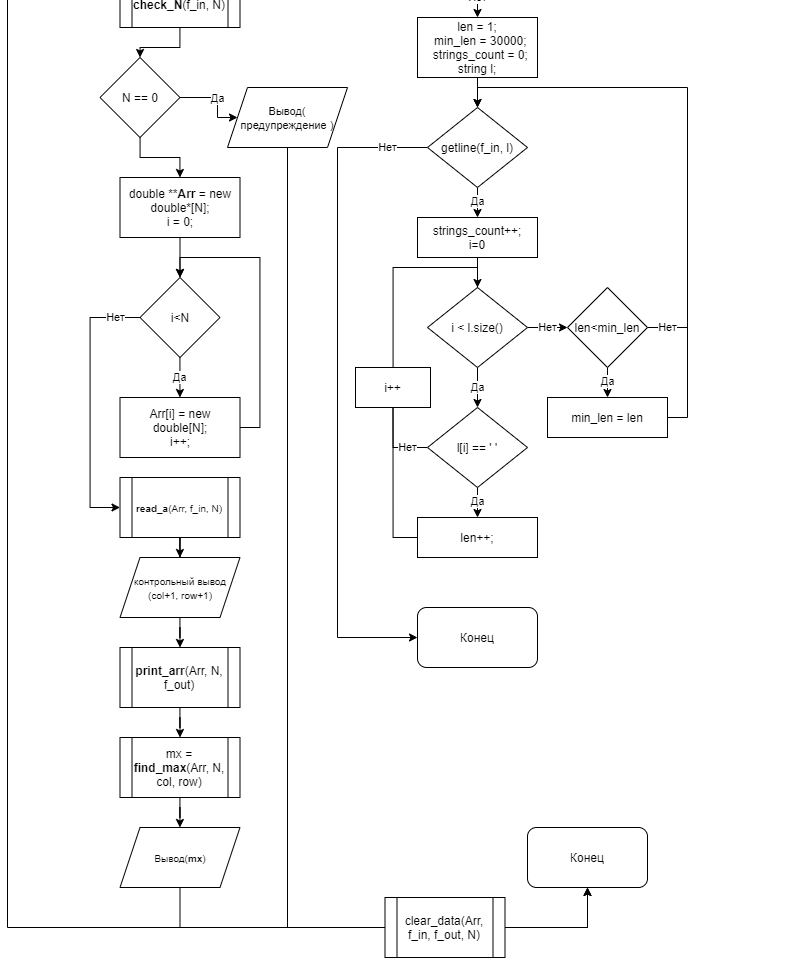 check_N(f_in, N)
N == 0
Да
Вывод(
предупреждение )
double **Arr = new
double*[N];
i = 0;
i<N
Нет
Да
Arr[i] = new
double[N];
i++;
read_a(Arr, f_in, N)
контрольный вывод
(col+1, row+1)
print_arr(Arr, N,
f_out)
mx =
find_max(Arr, N,
col, row)
Вывод(mx)
len = 1;
min_len = 30000;
strings_count = 0;
string l;
getline(f_in, l)
Нет
Да
strings_count++;
i=0
i < l.size()
Нет
len<min_len
Нет
Да
Да
min_len = len
i++
l[i] == ' '
Нет
Да
len++;
Конец
Конец
clear_data(Arr,
f_in, f_out, N)